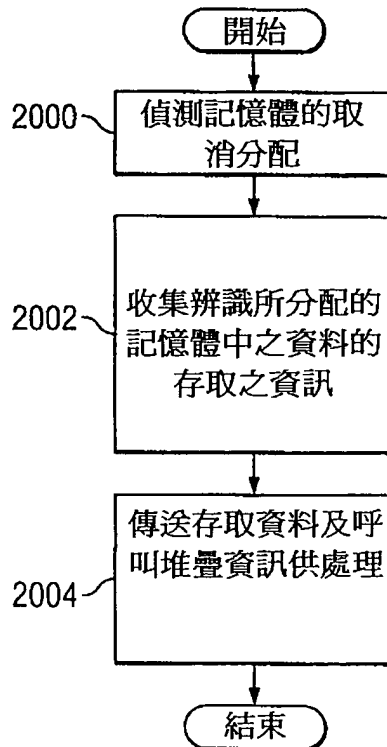 開始
2000
偵測記憶體的取
消分配
2002
收集辨識所分配的
記憶體中之資料的
存取之資訊
2004
傳送存取資料及呼
叫堆疊資訊供處理
結束